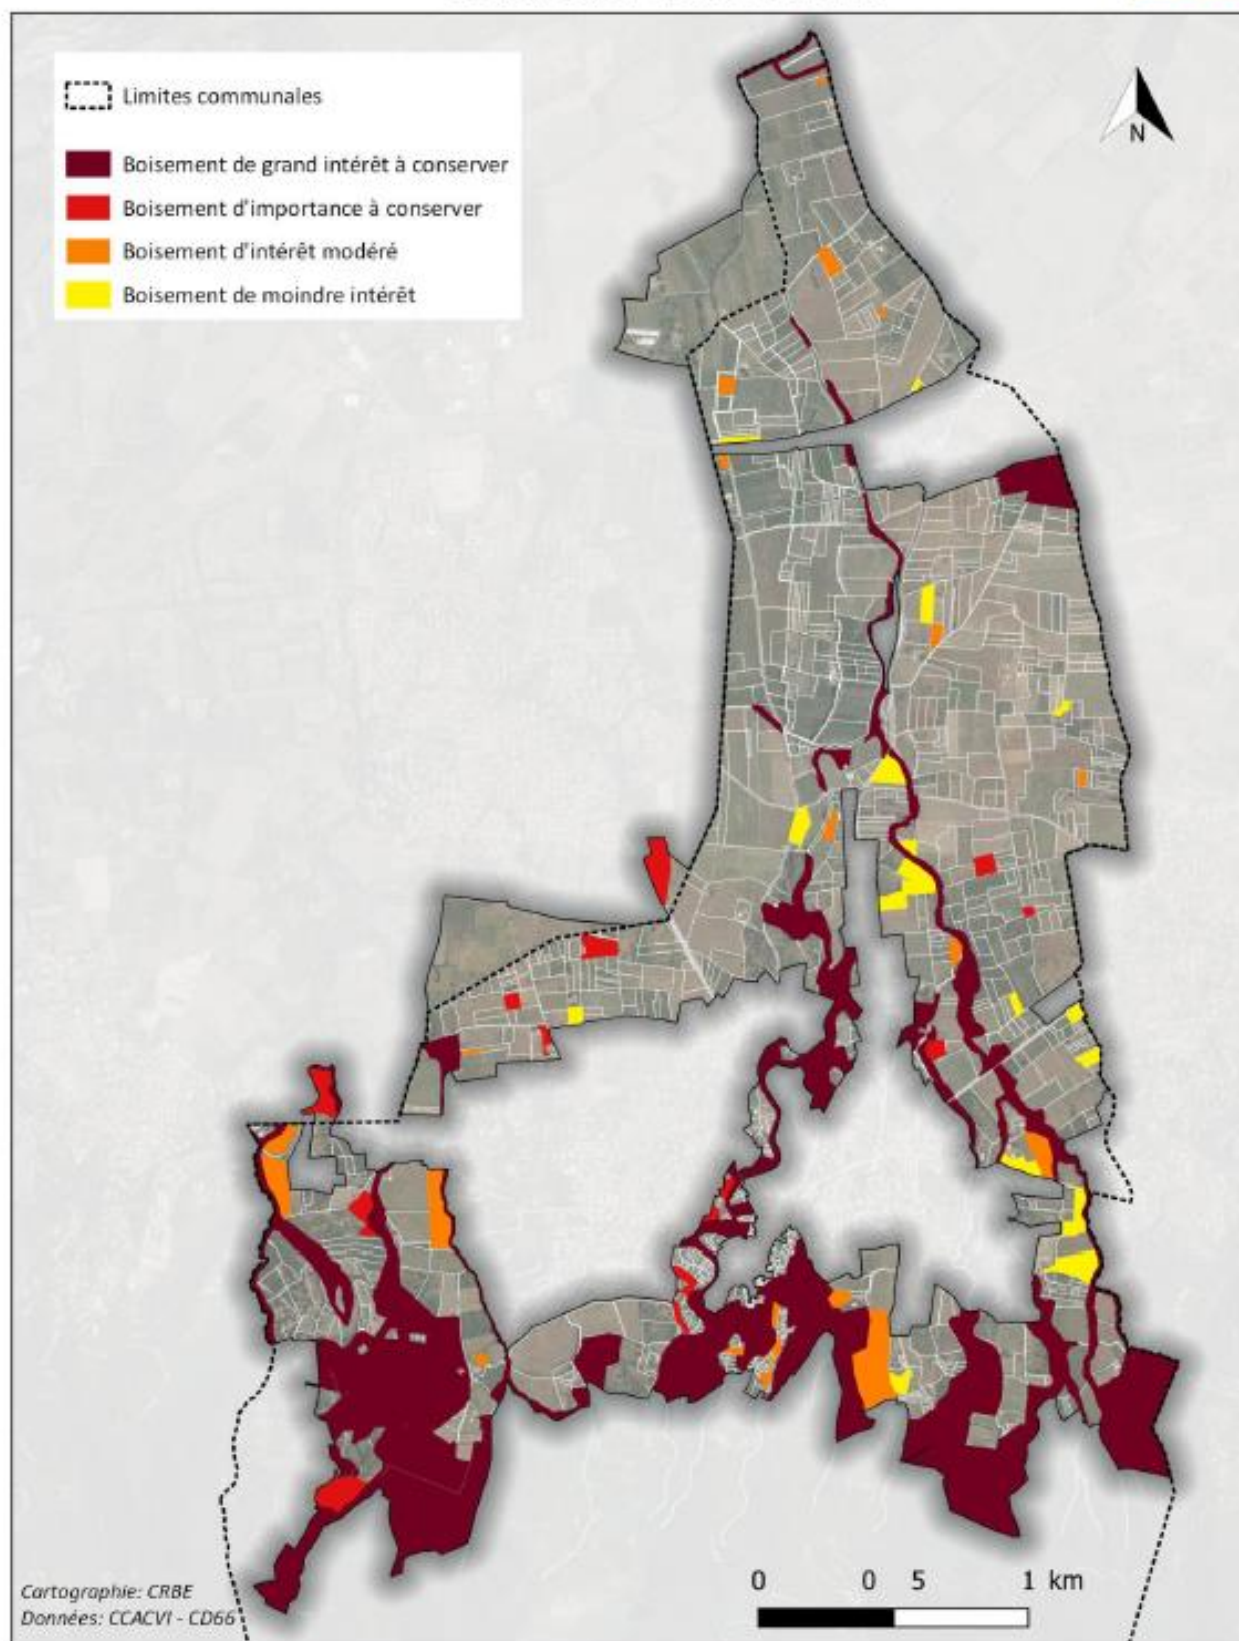 Limites communales
Boisement de grand intérêt à conserver
Boisement d'importance à conserver
Boisement d'intérêt modéré
Boisement de moindre intérêt
N
Cartographie: CRBE
Données: CCACVI - CD66
0 0 5 1 km